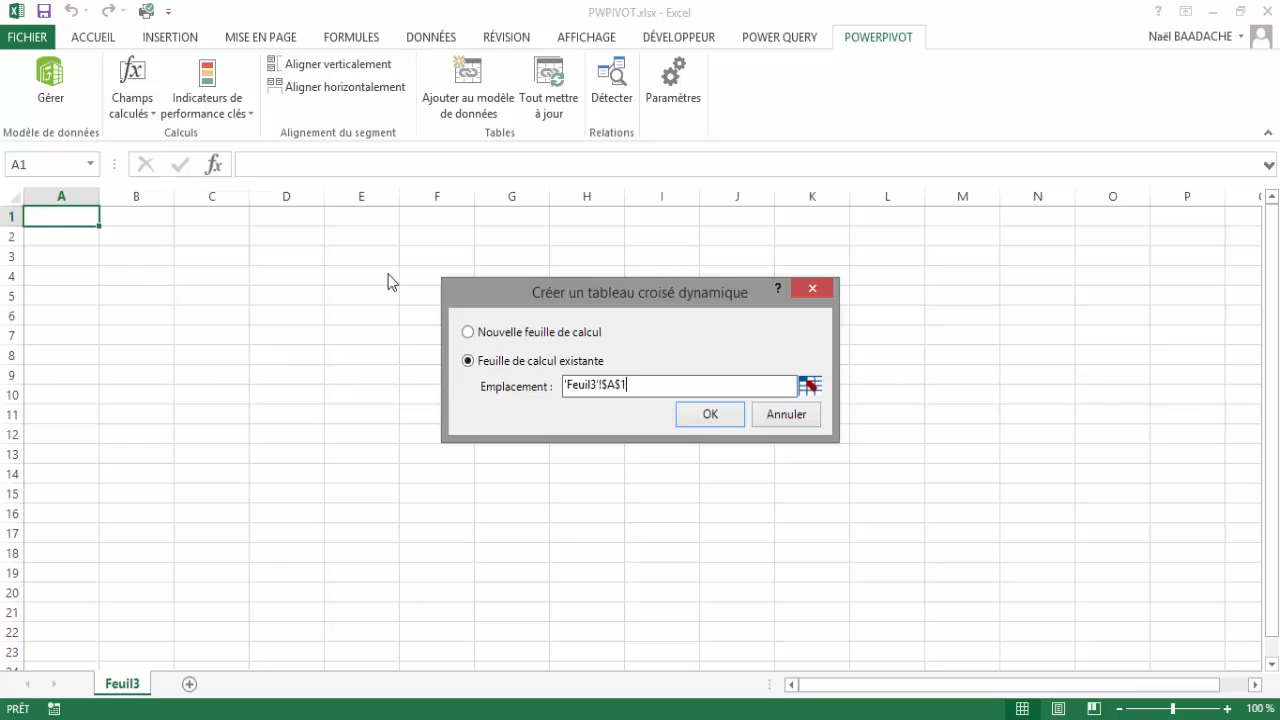 PWPIVOT.xlsx - Excel
?
FICHIER ACCUEIL INSERTION MISE EN PAGE FORMULES DONNÉES RÉVISION AFFICHAGE DÉVELOPPEUR POWER QUERY POWERPIVOT Naël BAADACHE
Gérer
Modèle de données
fx
Champs
calculés
Indicateurs de
performance clés
Calculs
Aligner verticalement
Aligner horizontalement
Alignement du segment
Ajouter au modèle
de données
Tout mettre
à jour
Tables
Détecter
Relations
Paramètres
A1 fx
A B C D E F G H I J K L M N O P
1
2
3
4
5
6
7
8
9
10
11
12
13
14
15
16
17
18
19
20
21
22
23
Créer un tableau croisé dynamique ?
Nouvelle feuille de calcul
Feuille de calcul existante
Emplacement : 'Feuil3'!$A$1
OK Annuler
Feuil3
PRÊT 100 %